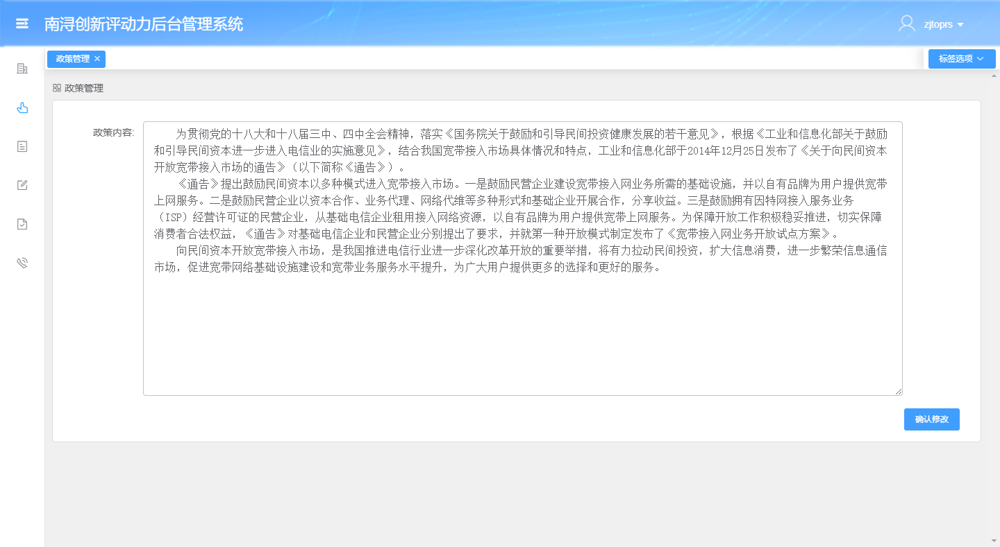 南浔创新评动力后台管理系统
zjtoprs
政策管理
标签选项
政策管理
政策内容:
为贯彻党的十八大和十八届三中、四中全会精神，落实《国务院关于鼓励和引导民间投资健康发展的若干意见》，根据《工业和信息化部关于鼓励
和引导民间资本进一步进入电信业的实施意见》，结合我国宽带接入市场具体情况和特点，工业和信息化部于2014年12月25日发布了《关于向民间资本
开放宽带接入市场的通告》（以下简称《通告》）。
《通告》提出鼓励民间资本以多种模式进入宽带接入市场。一是鼓励民营企业建设宽带接入网业务所需的基础设施，并以自有品牌为用户提供宽带
上网服务。二是鼓励民营企业以资本合作、业务代理、网络代维等多种形式和基础企业开展合作，分享收益。三是鼓励拥有因特网接入服务业务
（ISP）经营许可证的民营企业，从基础电信企业租用接入网络资源，以自有品牌为用户提供宽带上网服务。为保障开放工作积极稳妥推进，切实保障
消费者合法权益，《通告》对基础电信企业和民营企业分别提出了要求，并就第一种开放模式制定发布了《宽带接入网业务开放试点方案》。
向民间资本开放宽带接入市场，是我国推进电信行业进一步深化改革开放的重要举措，将有力拉动民间投资，扩大信息消费，进一步繁荣信息通信
市场，促进宽带网络基础设施建设和宽带业务服务水平提升，为广大用户提供更多的选择和更好的服务。
确认修改